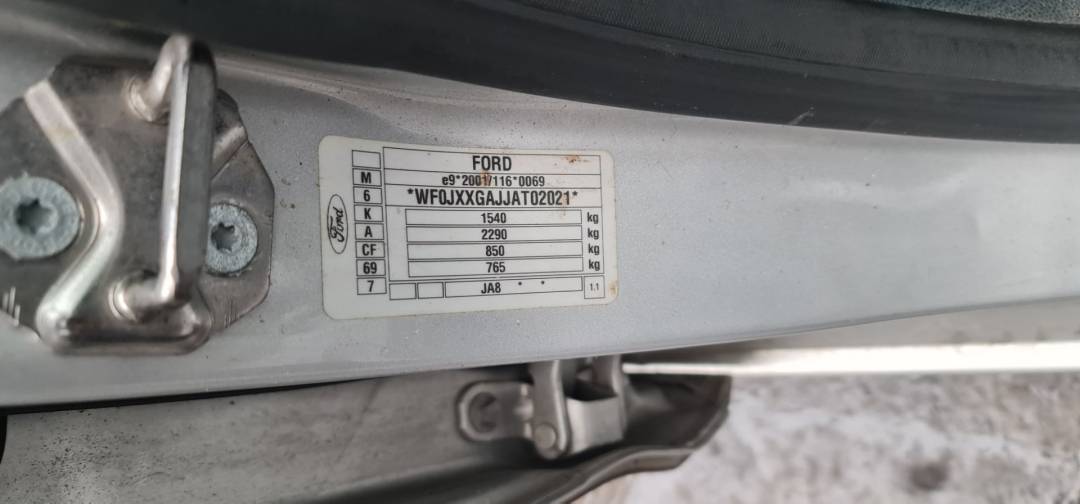 FORD
M e9*2001/116*0069
6 *WF0JXXGAJJAT02021*
K 1540 kg
A 2290 kg
CF 850 kg
69 765 kg
7 JA8 * * 1.1
Ford